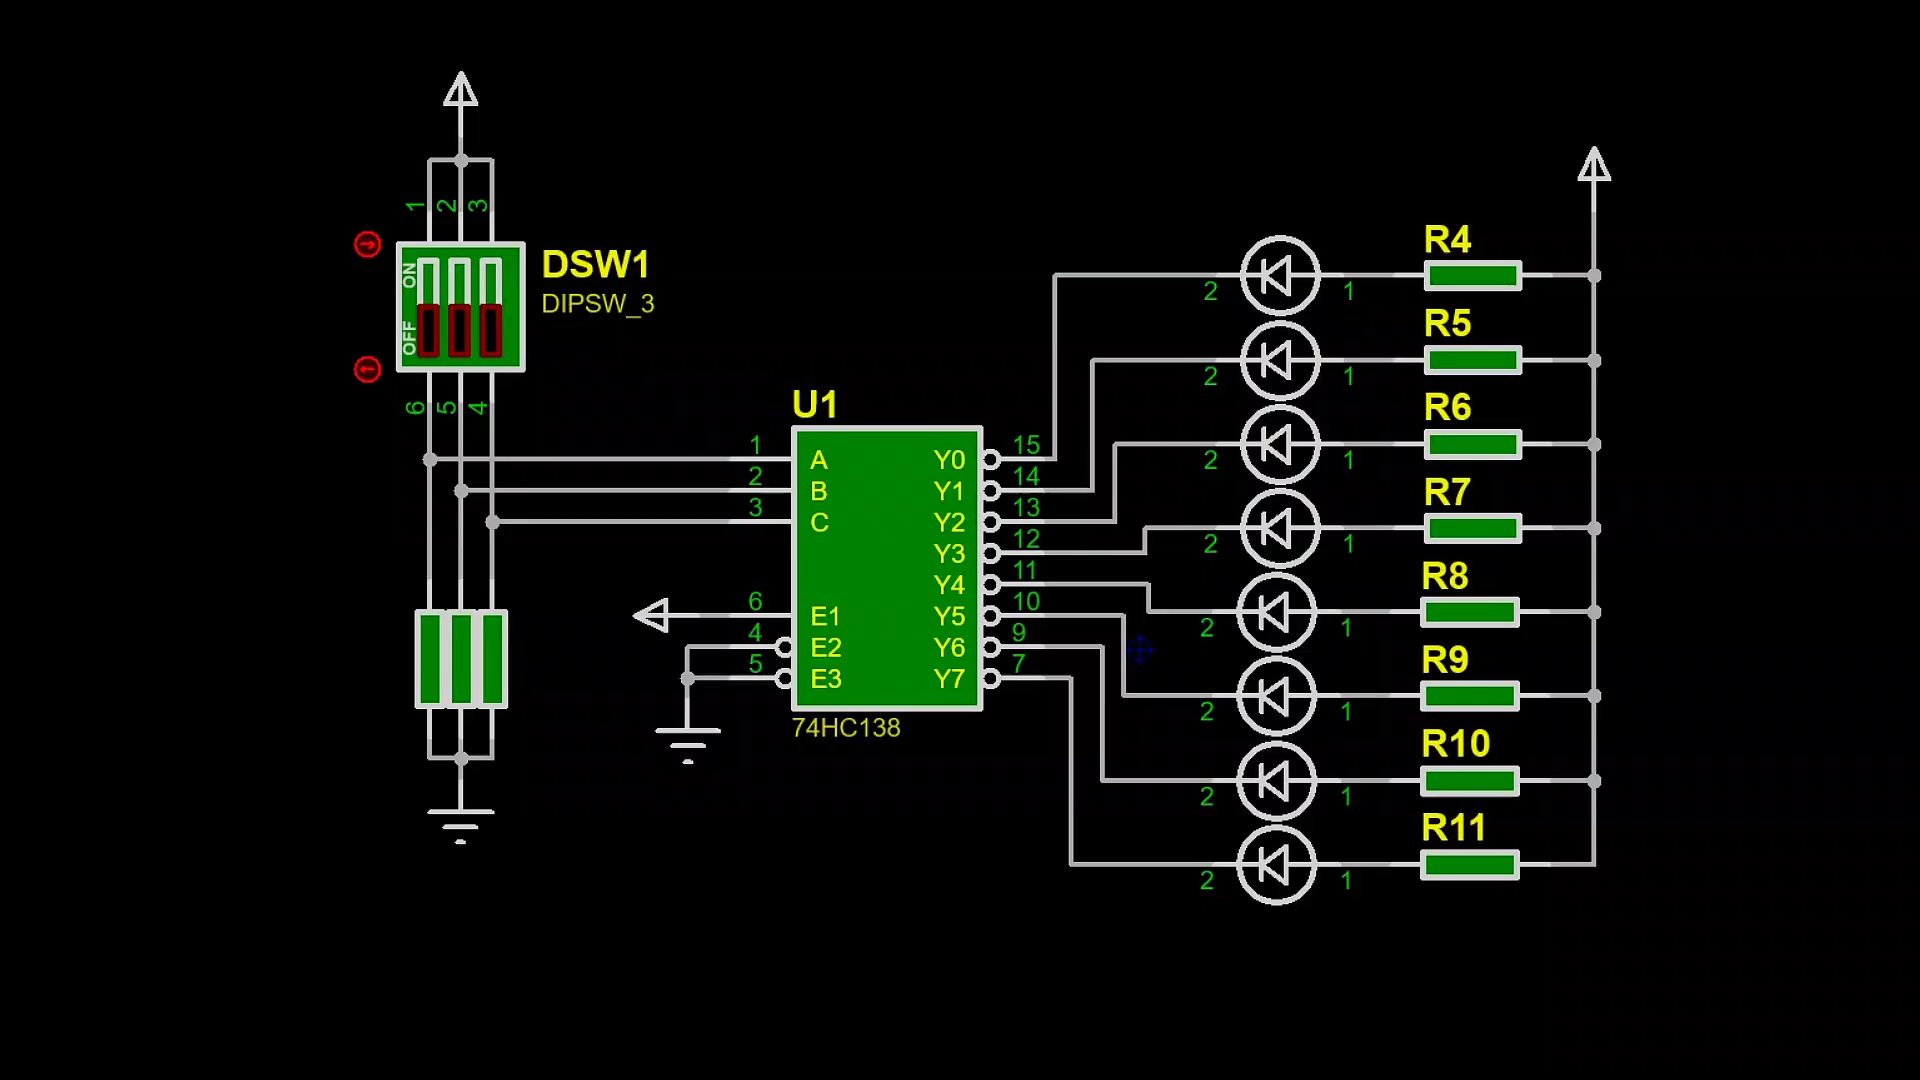 1 2 3
ON
OFF
DSW1
DIPSW_3
6 5 4
U1
1 A Y0 15
2 B Y1 14
3 C Y2 13
Y3 12
Y4 11
6 E1 Y5 10
4 E2 Y6 9
5 E3 Y7 7
74HC138
R4
2 1
R5
2 1
R6
2 1
R7
2 1
R8
2 1
R9
2 1
R10
2 1
R11
2 1